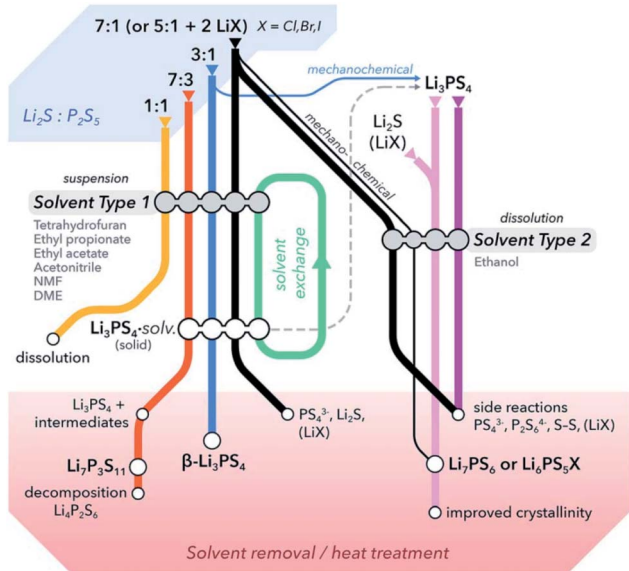 7:1 (or 5:1 + 2 LiX) X = Cl,Br,I
3:1
7:3
1:1
Li₂S : P₂S₅
mechanochemical
Li₃PS₄
Li₂S
(LiX)
mechano-chemical
suspension
Solvent Type 1
Tetrahydrofuran
Ethyl propionate
Ethyl acetate
Acetonitrile
NMF
DME
solvent
exchange
dissolution
Solvent Type 2
Ethanol
Li₃PS₄·solv.
(solid)
dissolution
Li₃PS₄ +
intermediates
PS₄³⁻, Li₂S,
(LiX)
side reactions
PS₄³⁻, P₂S₆⁴⁻, S–S, (LiX)
Li₇P₃S₁₁
β-Li₃PS₄
Li₇PS₆ or Li₆PS₅X
decomposition
Li₄P₂S₆
improved crystallinity
Solvent removal / heat treatment